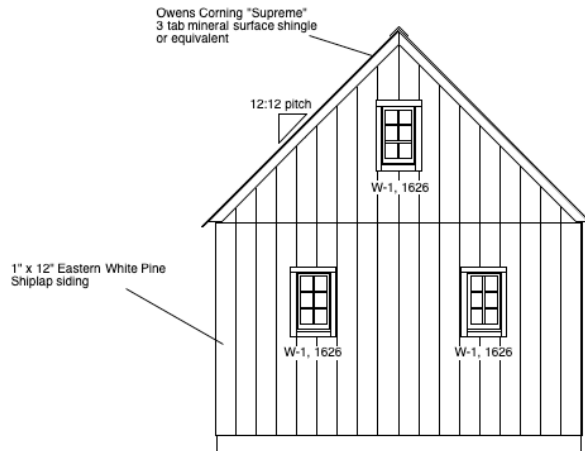 Owens Corning "Supreme"
3 tab mineral surface shingle
or equivalent
12:12 pitch
W-1, 1626
1" x 12" Eastern White Pine
Shiplap siding
W-1, 1626
W-1, 1626